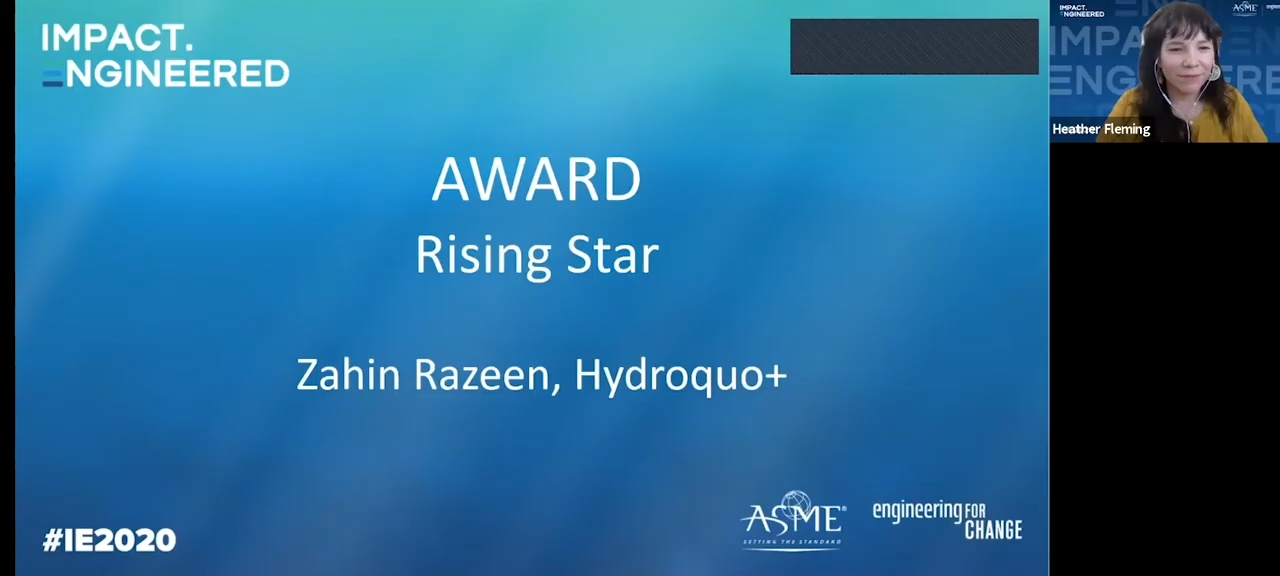 IMPACT.
ENGINEERED
AWARD
Rising Star
Zahin Razeen, Hydroquo+
#IE2020
ASME®
SETTING THE STANDARD
engineering FOR
CHANGE
IMPACT.
ENGINEERED
ASME
Heather Fleming